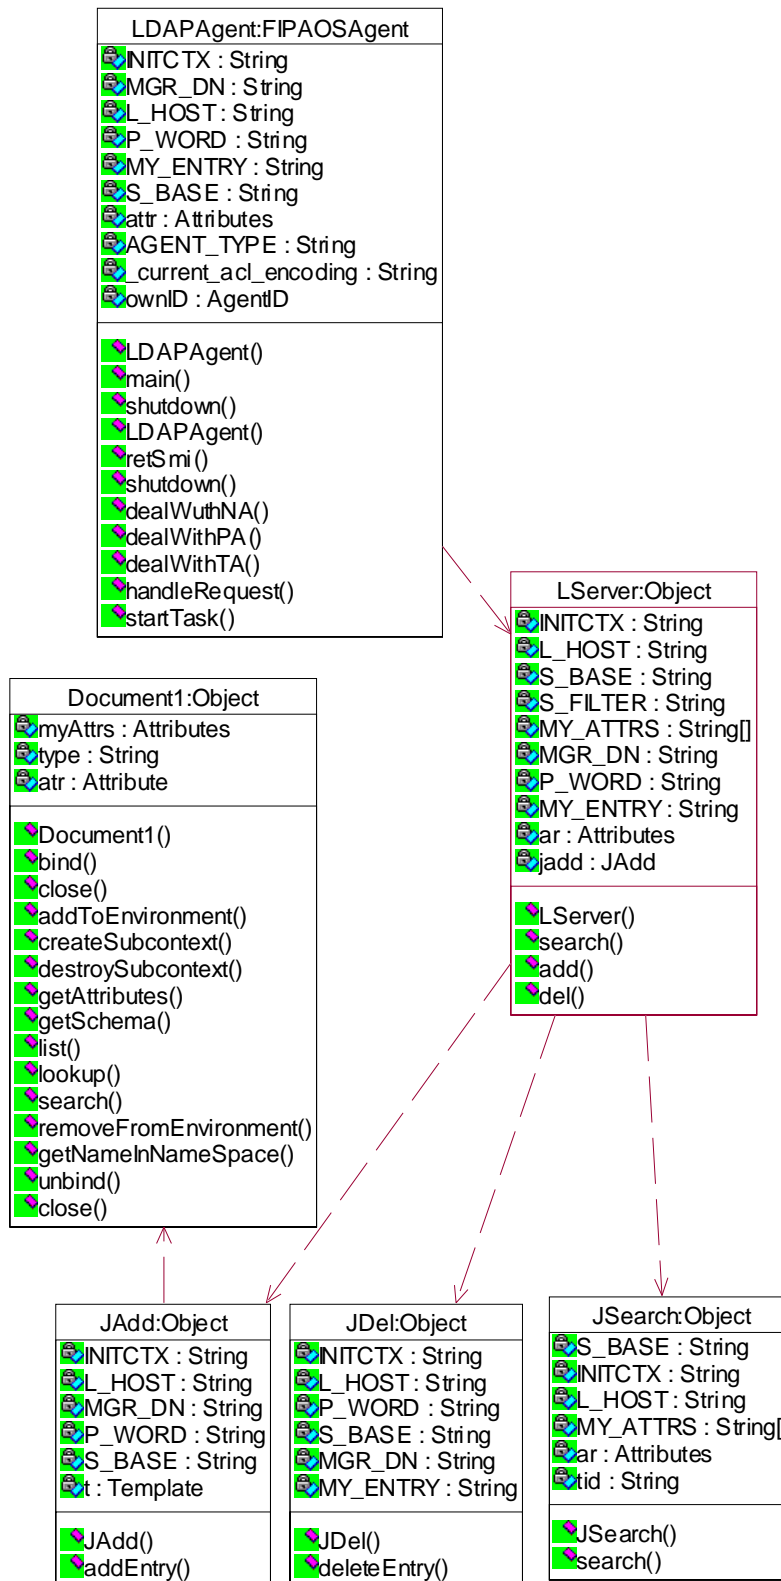 LDAPAgent:FIPAOSAgent
INITCTX : String
MGR_DN : String
L_HOST : String
P_WORD : String
MY_ENTRY : String
S_BASE : String
attr : Attributes
AGENT_TYPE : String
_current_acl_encoding : String
ownID : AgentID
LDAPAgent()
main()
shutdown()
LDAPAgent()
retSmi()
shutdown()
dealWuthNA()
dealWithPA()
dealWithTA()
handleRequest()
startTask()
LServer:Object
INITCTX : String
L_HOST : String
S_BASE : String
S_FILTER : String
MY_ATTRS : String[]
MGR_DN : String
P_WORD : String
MY_ENTRY : String
ar : Attributes
jadd : JAdd
LServer()
search()
add()
del()
Document1:Object
myAttrs : Attributes
type : String
atr : Attribute
Document1()
bind()
close()
addToEnvironment()
createSubcontext()
destroySubcontext()
getAttributes()
getSchema()
list()
lookup()
search()
removeFromEnvironment()
getNameInNameSpace()
unbind()
close()
JAdd:Object
INITCTX : String
L_HOST : String
MGR_DN : String
P_WORD : String
S_BASE : String
t : Template
JAdd()
addEntry()
JDel:Object
INITCTX : String
L_HOST : String
P_WORD : String
S_BASE : String
MGR_DN : String
MY_ENTRY : String
JDel()
deleteEntry()
JSearch:Object
S_BASE : String
INITCTX : String
L_HOST : String
MY_ATTRS : String[
ar : Attributes
tid : String
JSearch()
search()